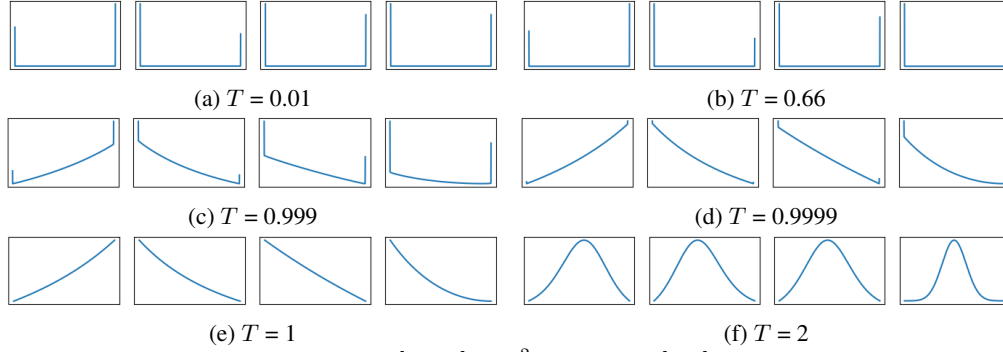 (a) T = 0.01
(b) T = 0.66
(c) T = 0.999
(d) T = 0.9999
(e) T = 1
(f) T = 2